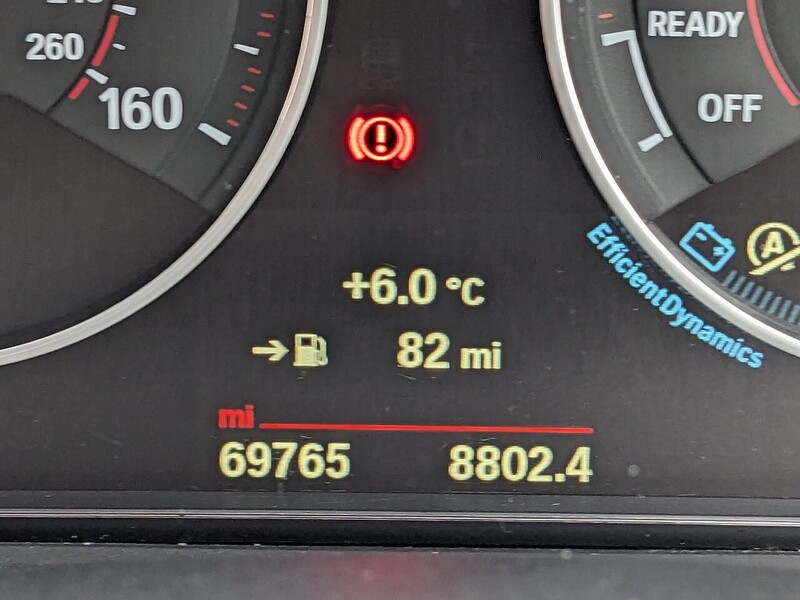 260
160
READY
OFF
A
EfficientDynamics
+6.0 °C
82 mi
mi
69765 8802.4